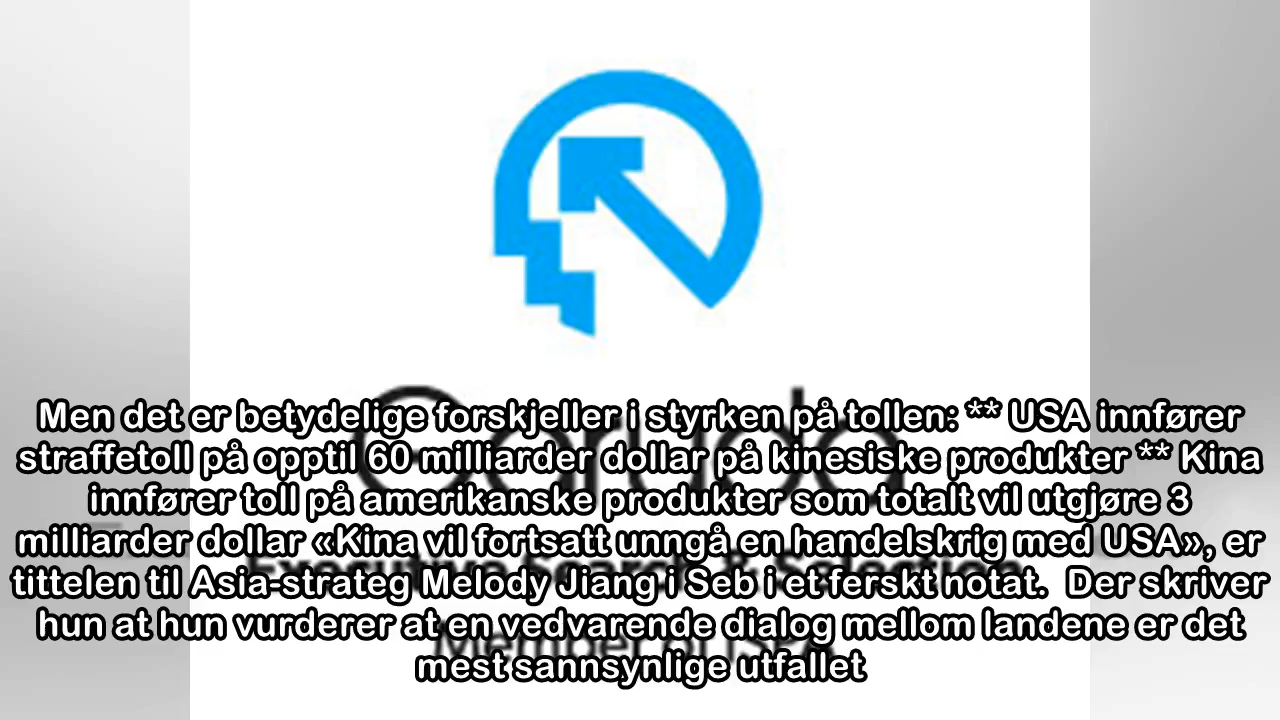 Men det er betydelige forskjeller i styrken på tollen: ** USA innfører
straffetoll på opptil 60 milliarder dollar på kinesiske produkter ** Kina
innfører toll på amerikanske produkter som totalt vil utgjøre 3
milliarder dollar «Kina vil fortsatt unngå en handelskrig med USA», er
tittelen til Asia-strateg Melody Jiang i Seb i et ferskt notat.  Der skriver
hun at hun vurderer at en vedvarende dialog mellom landene er det
mest sannsynlige utfallet